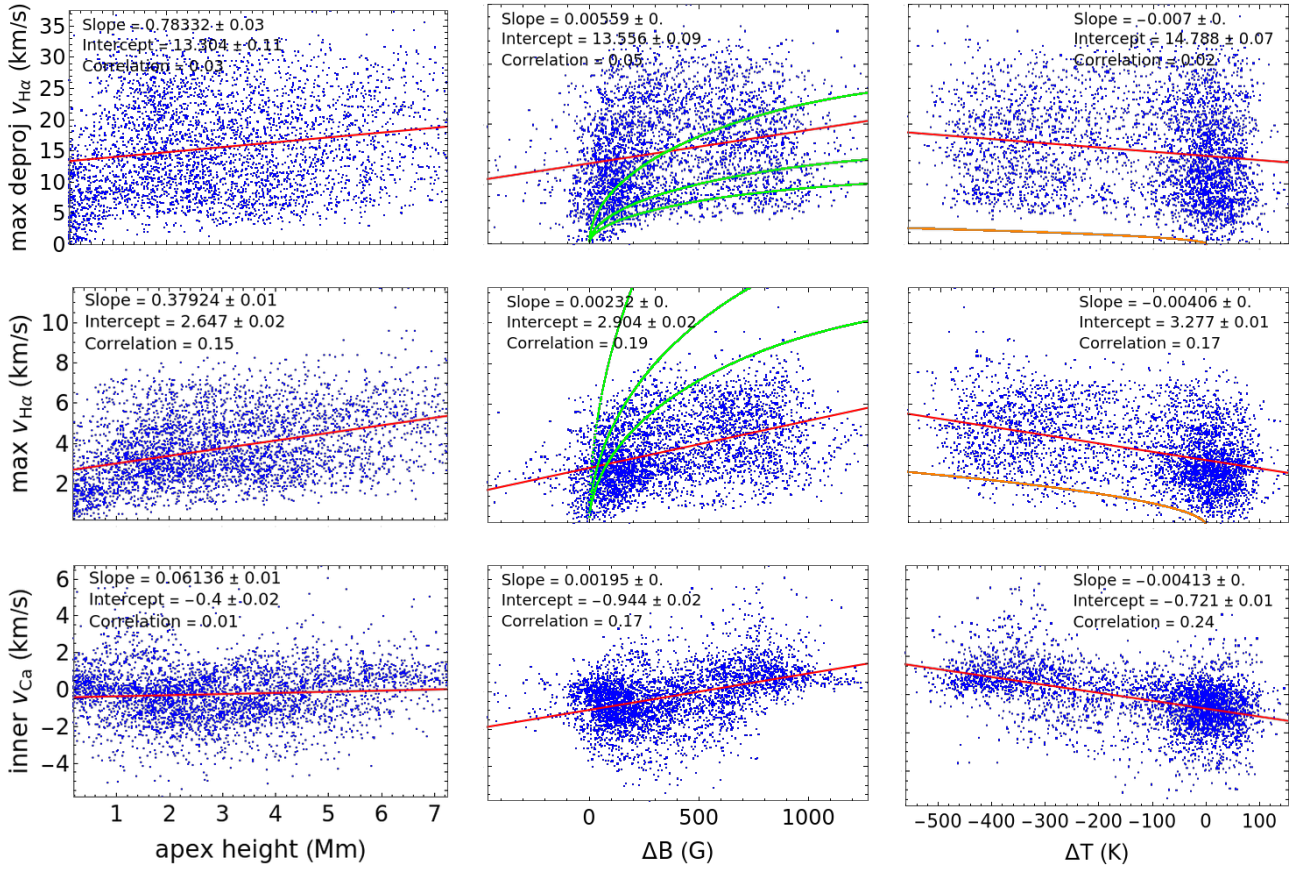 max deproj vHα (km/s)
35
30
25
20
15
10
5
0
Slope = 0.78332 ± 0.03
Intercept = 13.304 ± 0.11
Correlation = 0.03
Slope = 0.00559 ± 0.
Intercept = 13.556 ± 0.09
Correlation = 0.05
Slope = −0.007 ± 0.
Intercept = 14.788 ± 0.07
Correlation = 0.02
max vHα (km/s)
10
8
6
4
2
Slope = 0.37924 ± 0.01
Intercept = 2.647 ± 0.02
Correlation = 0.15
Slope = 0.00232 ± 0.
Intercept = 2.904 ± 0.02
Correlation = 0.19
Slope = −0.00406 ± 0.
Intercept = 3.277 ± 0.01
Correlation = 0.17
inner vCa (km/s)
6
4
2
0
−2
−4
Slope = 0.06136 ± 0.01
Intercept = −0.4 ± 0.02
Correlation = 0.01
Slope = 0.00195 ± 0.
Intercept = −0.944 ± 0.02
Correlation = 0.17
Slope = −0.00413 ± 0.
Intercept = −0.721 ± 0.01
Correlation = 0.24
1 2 3 4 5 6 7
apex height (Mm)
0 500 1000
ΔB (G)
−500 −400 −300 −200 −100 0 100
ΔT (K)